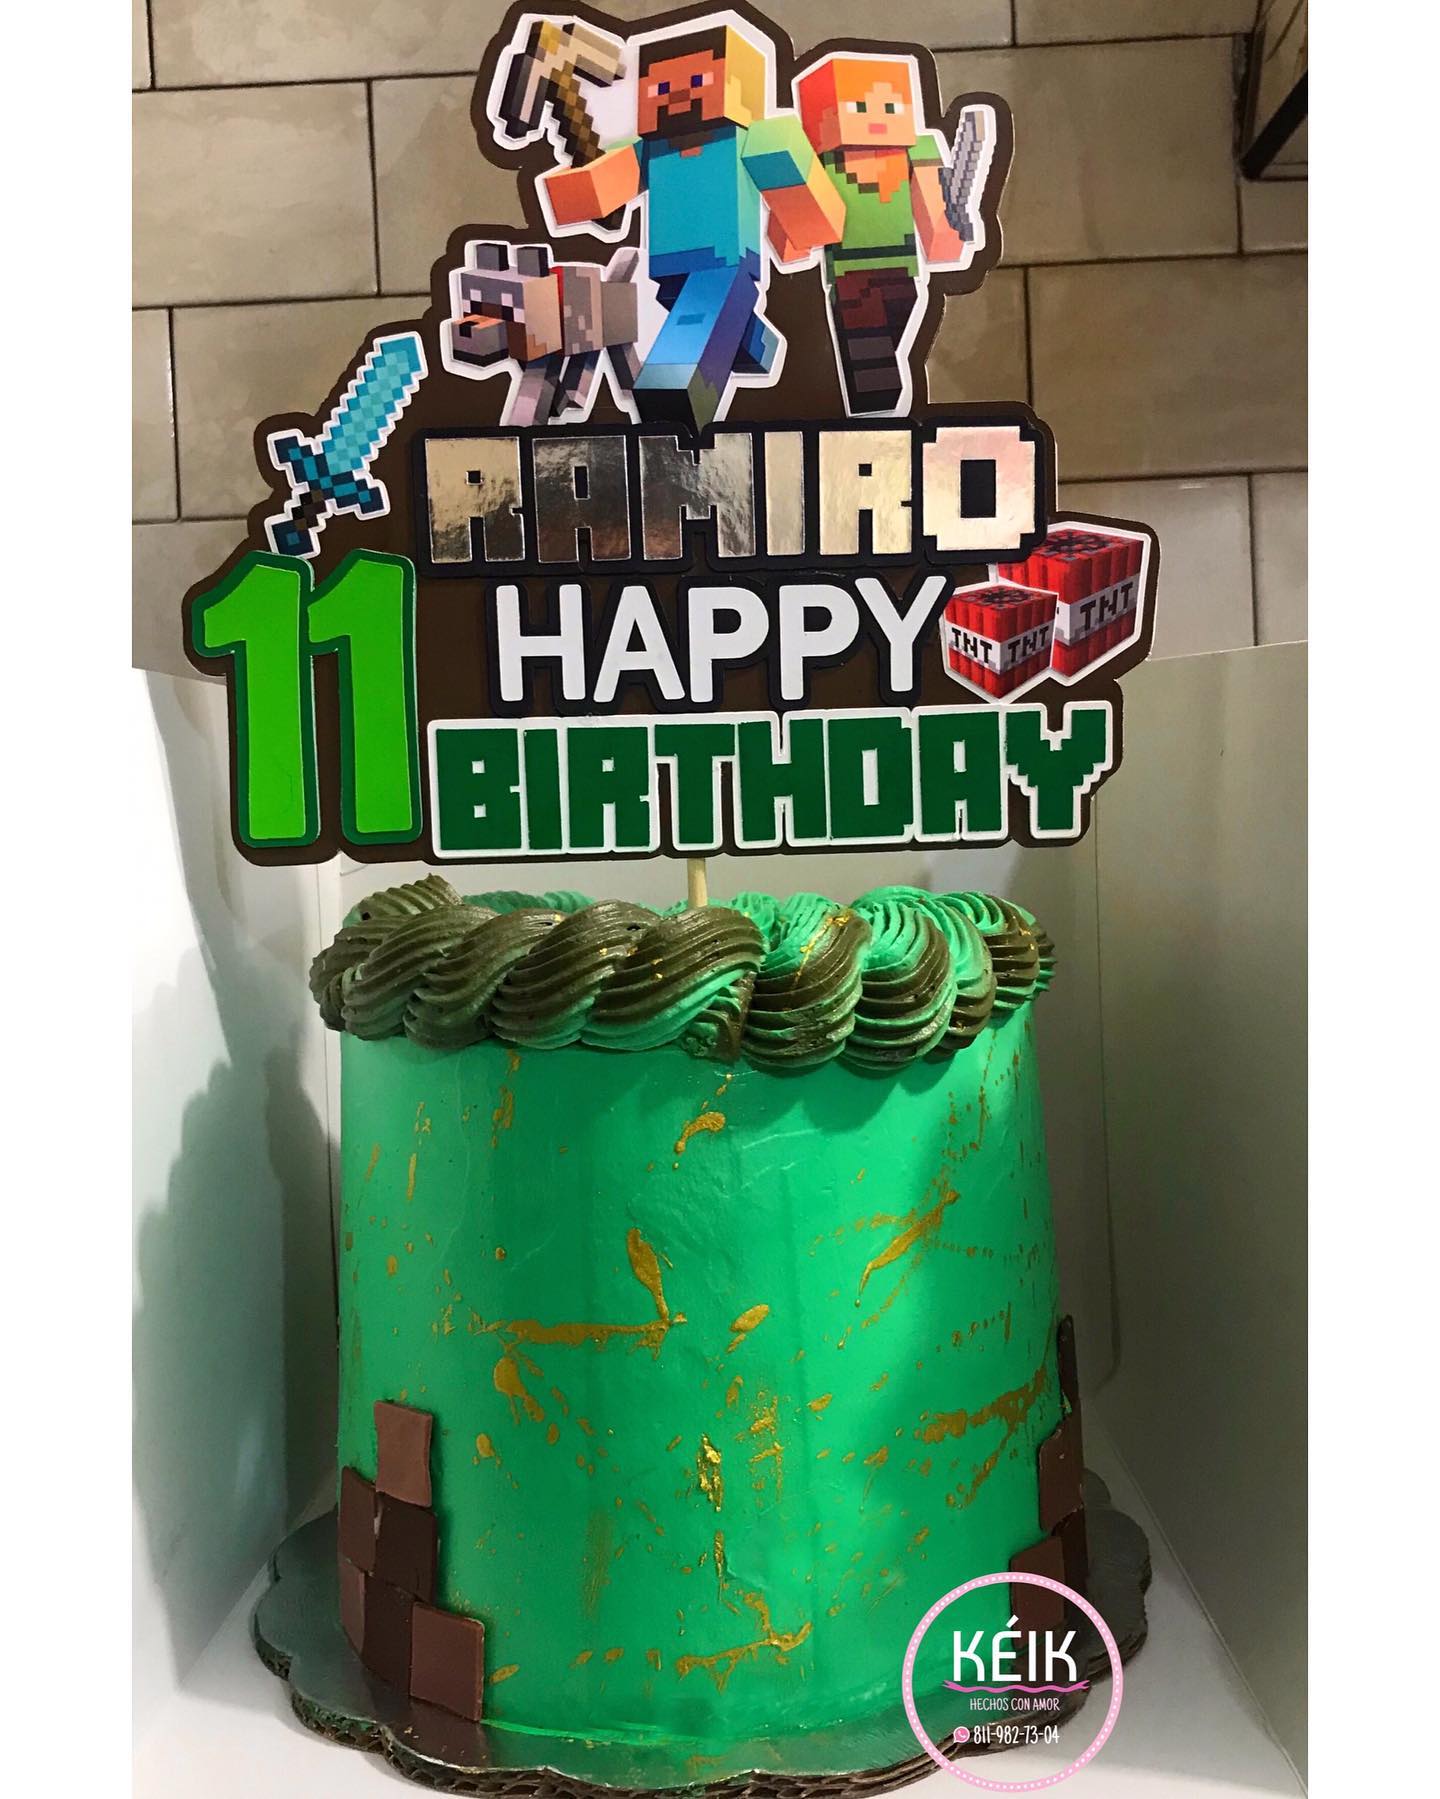 RAMIRO
11
HAPPY
TNT TNT TNT
BIRTHDAY
KÉIK
HECHOS CON AMOR
811-982-73-04